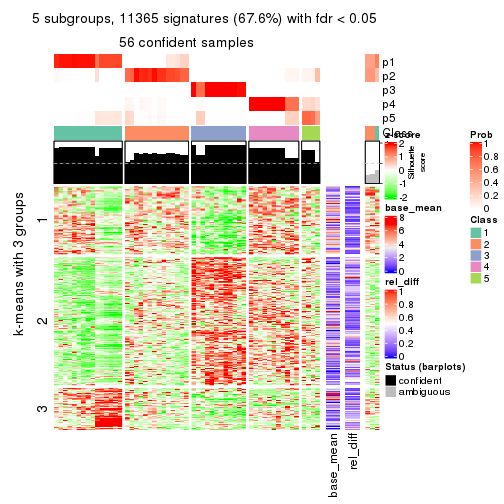 5 subgroups, 11365 signatures (67.6%) with fdr < 0.05
56 confident samples
p1
p2
p3
p4
p5
Class
Silhouette
score
k-means with 3 groups
1
2
3
base_mean
rel_diff
z-score
2
1
0
-1
-2
base_mean
8
6
4
2
0
rel_diff
1
0.8
0.6
0.4
0.2
0
Status (barplots)
confident
ambiguous
Prob
1
0.8
0.6
0.4
0.2
0
Class
1
2
3
4
5